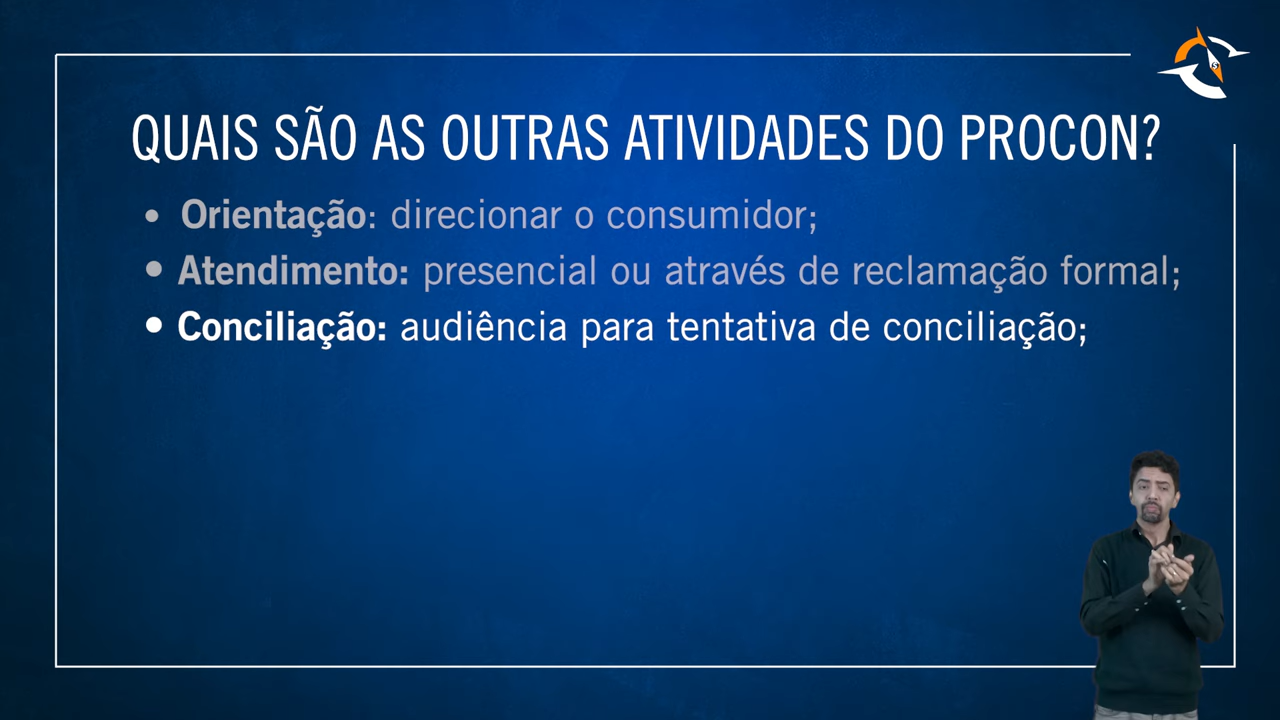 QUAIS SÃO AS OUTRAS ATIVIDADES DO PROCON?
• Orientação: direcionar o consumidor;
• Atendimento: presencial ou através de reclamação formal;
• Conciliação: audiência para tentativa de conciliação;